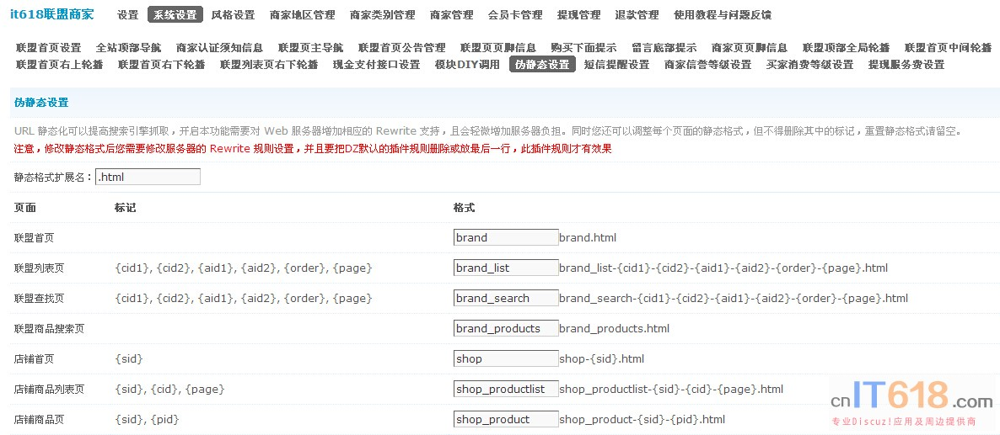 it618联盟商家 设置 系统设置 风格设置 商家地区管理 商家类别管理 商家管理 会员卡管理 提现管理 退款管理 使用教程与问题反馈
联盟首页设置 全站顶部导航 商家认证须知信息 联盟页主导航 联盟首页公告管理 联盟页页脚信息 购买下面提示 留言底部提示 商家页页脚信息 联盟顶部全局轮播 联盟首页中间轮播
联盟首页右上轮播 联盟首页右下轮播 联盟列表页右下轮播 现金支付接口设置 模块DIY调用 伪静态设置 短信提醒设置 商家信誉等级设置 买家消费等级设置 提现服务费设置
伪静态设置
URL 静态化可以提高搜索引擎抓取，开启本功能需要对 Web 服务器增加相应的 Rewrite 支持，且会轻微增加服务器负担。同时您还可以调整每个页面的静态格式，但不得删除其中的标记，重置静态格式请留空。
注意，修改静态格式后您需要修改服务器的 Rewrite 规则设置，并且要把DZ默认的插件规则删除或放最后一行，此插件规则才有效果
静态格式扩展名：.html
页面 标记 格式
联盟首页 brand brand.html
联盟列表页 {cid1}, {cid2}, {aid1}, {aid2}, {order}, {page} brand_list brand_list-{cid1}-{cid2}-{aid1}-{aid2}-{order}-{page}.html
联盟查找页 {cid1}, {cid2}, {aid1}, {aid2}, {order}, {page} brand_search brand_search-{cid1}-{cid2}-{aid1}-{aid2}-{order}-{page}.html
联盟商品搜索页 brand_products brand_products.html
店铺首页 {sid} shop shop-{sid}.html
店铺商品列表页 {sid}, {cid}, {page} shop_productlist shop_productlist-{sid}-{cid}-{page}.html
店铺商品页 {sid}, {pid} shop_product shop_product-{sid}-{pid}.html
cnIT618.com
专业Discuz!应用及周边提供商